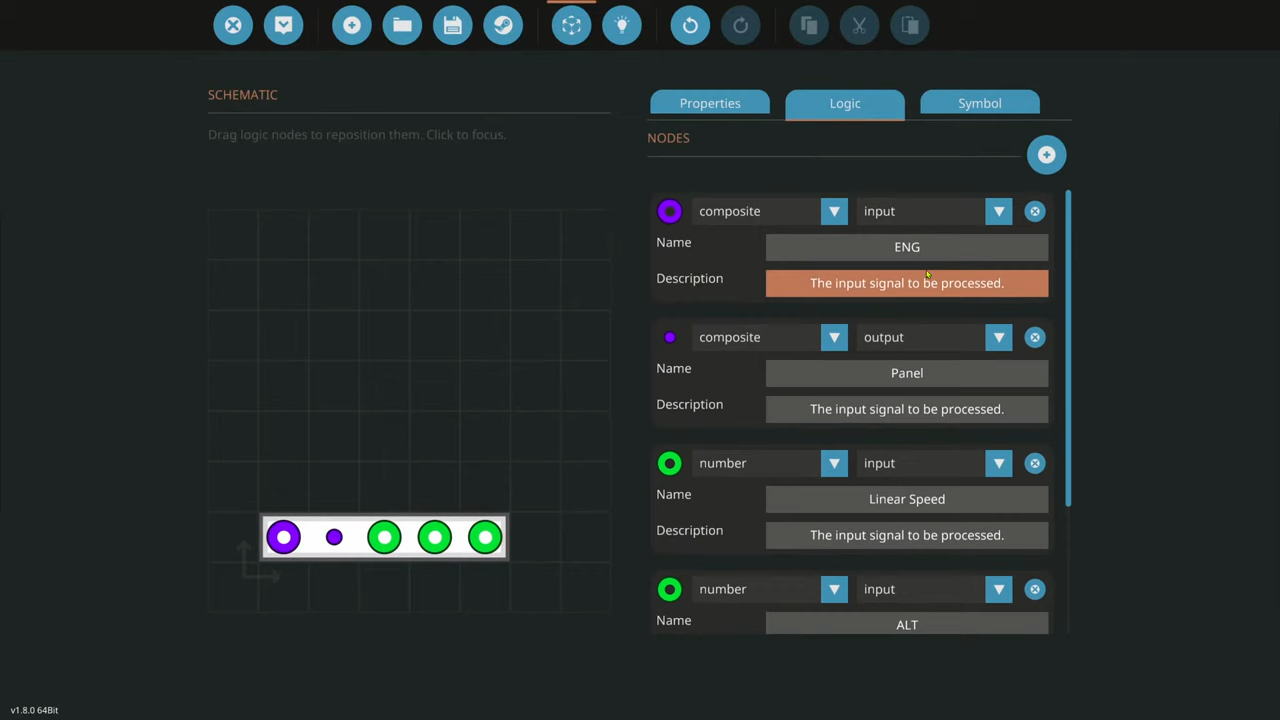 SCHEMATIC
Drag logic nodes to reposition them. Click to focus.
Properties
Logic
Symbol
NODES
composite
input
Name
ENG
Description
The input signal to be processed.
composite
output
Name
Panel
Description
The input signal to be processed.
number
input
Name
Linear Speed
Description
The input signal to be processed.
number
input
Name
ALT
v1.8.0 64Bit